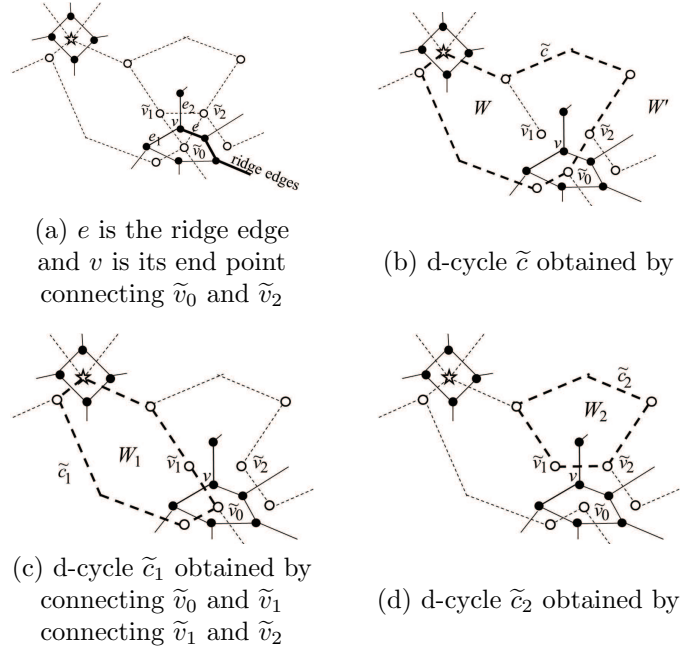 ṽ₁ e₂ ṽ₂
v e
e₁
ṽ₀
ridge edges
(a) e is the ridge edge
and v is its end point
connecting ṽ₀ and ṽ₂
c̃
W W'
ṽ₁ ṽ₂
v
ṽ₀
(b) d-cycle c̃ obtained by
c̃₁ W₁
ṽ₁ ṽ₂
v
ṽ₀
(c) d-cycle c̃₁ obtained by
connecting ṽ₀ and ṽ₁
connecting ṽ₁ and ṽ₂
c̃₂
W₂
ṽ₁ ṽ₂
v
ṽ₀
(d) d-cycle c̃₂ obtained by